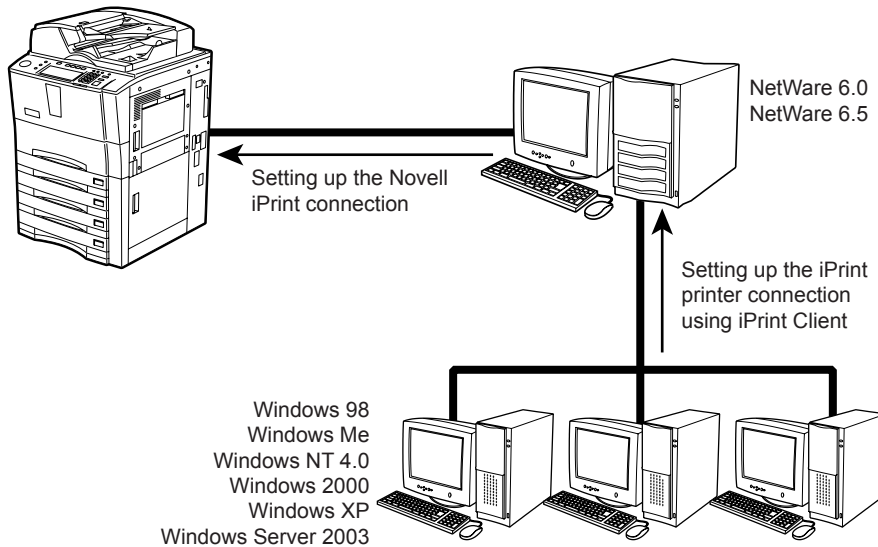 NetWare 6.0
NetWare 6.5
Setting up the Novell
iPrint connection
Setting up the iPrint
printer connection
using iPrint Client
Windows 98
Windows Me
Windows NT 4.0
Windows 2000
Windows XP
Windows Server 2003